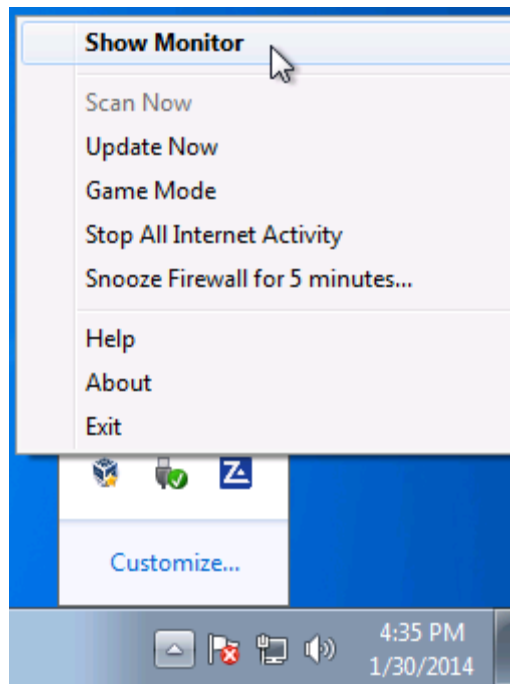 Show Monitor
Scan Now
Update Now
Game Mode
Stop All Internet Activity
Snooze Firewall for 5 minutes...
Help
About
Exit
Customize...
4:35 PM
1/30/2014